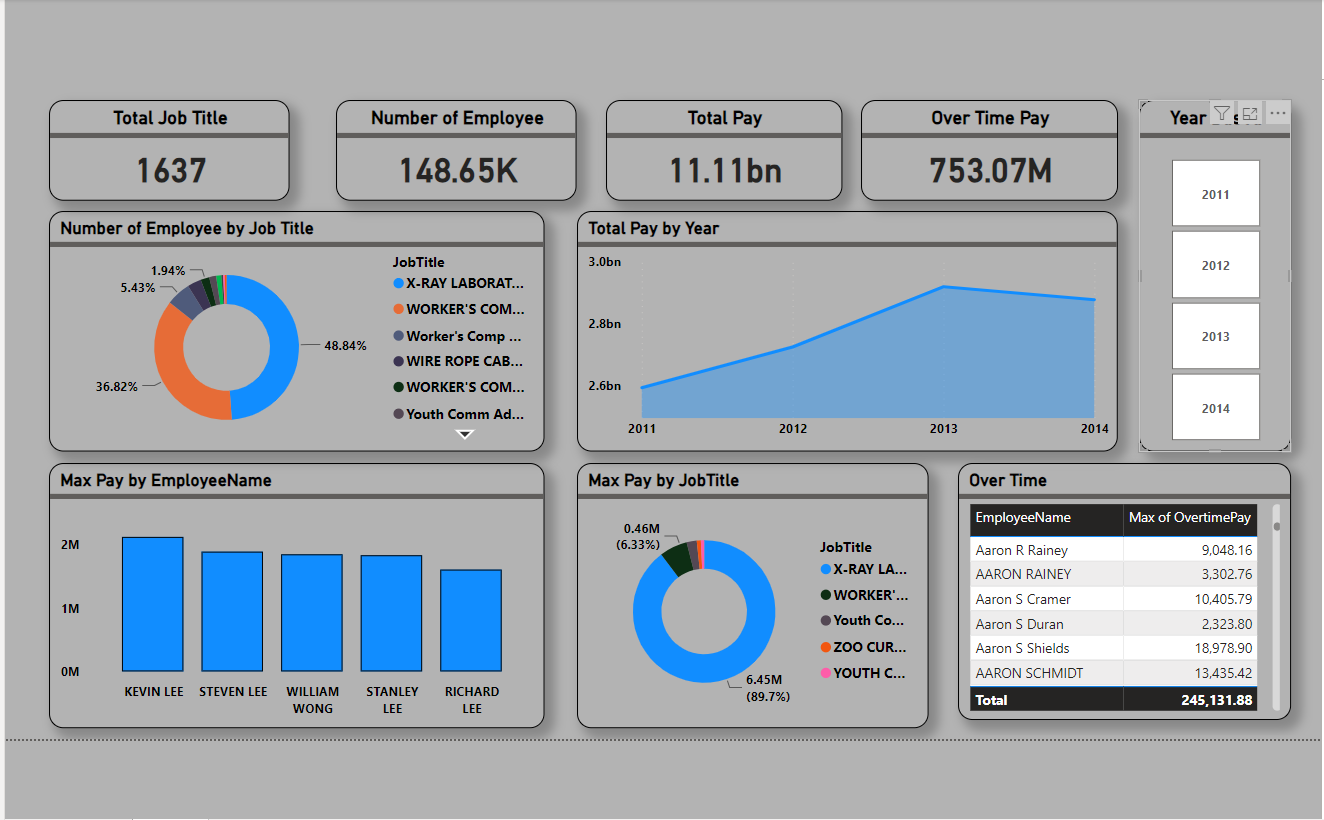 Total Job Title
1637
Number of Employee
148.65K
Total Pay
11.11bn
Over Time Pay
753.07M
Year
2011
2012
2013
2014
Number of Employee by Job Title
1.94%
5.43%
36.82%
48.84%
JobTitle
X-RAY LABORAT...
WORKER'S COM...
Worker's Comp ...
WIRE ROPE CAB...
WORKER'S COM...
Youth Comm Ad...
Total Pay by Year
3.0bn
2.8bn
2.6bn
2011 2012 2013 2014
Max Pay by EmployeeName
2M
1M
0M
KEVIN LEE
STEVEN LEE
WILLIAM
WONG
STANLEY
LEE
RICHARD
LEE
Max Pay by JobTitle
0.46M
(6.33%)
6.45M
(89.7%)
JobTitle
X-RAY LA...
WORKER'...
Youth Co...
ZOO CUR...
YOUTH C...
Over Time
EmployeeName Max of OvertimePay
Aaron R Rainey 9,048.16
AARON RAINEY 3,302.76
Aaron S Cramer 10,405.79
Aaron S Duran 2,323.80
Aaron S Shields 18,978.90
AARON SCHMIDT 13,435.42
Total 245,131.88